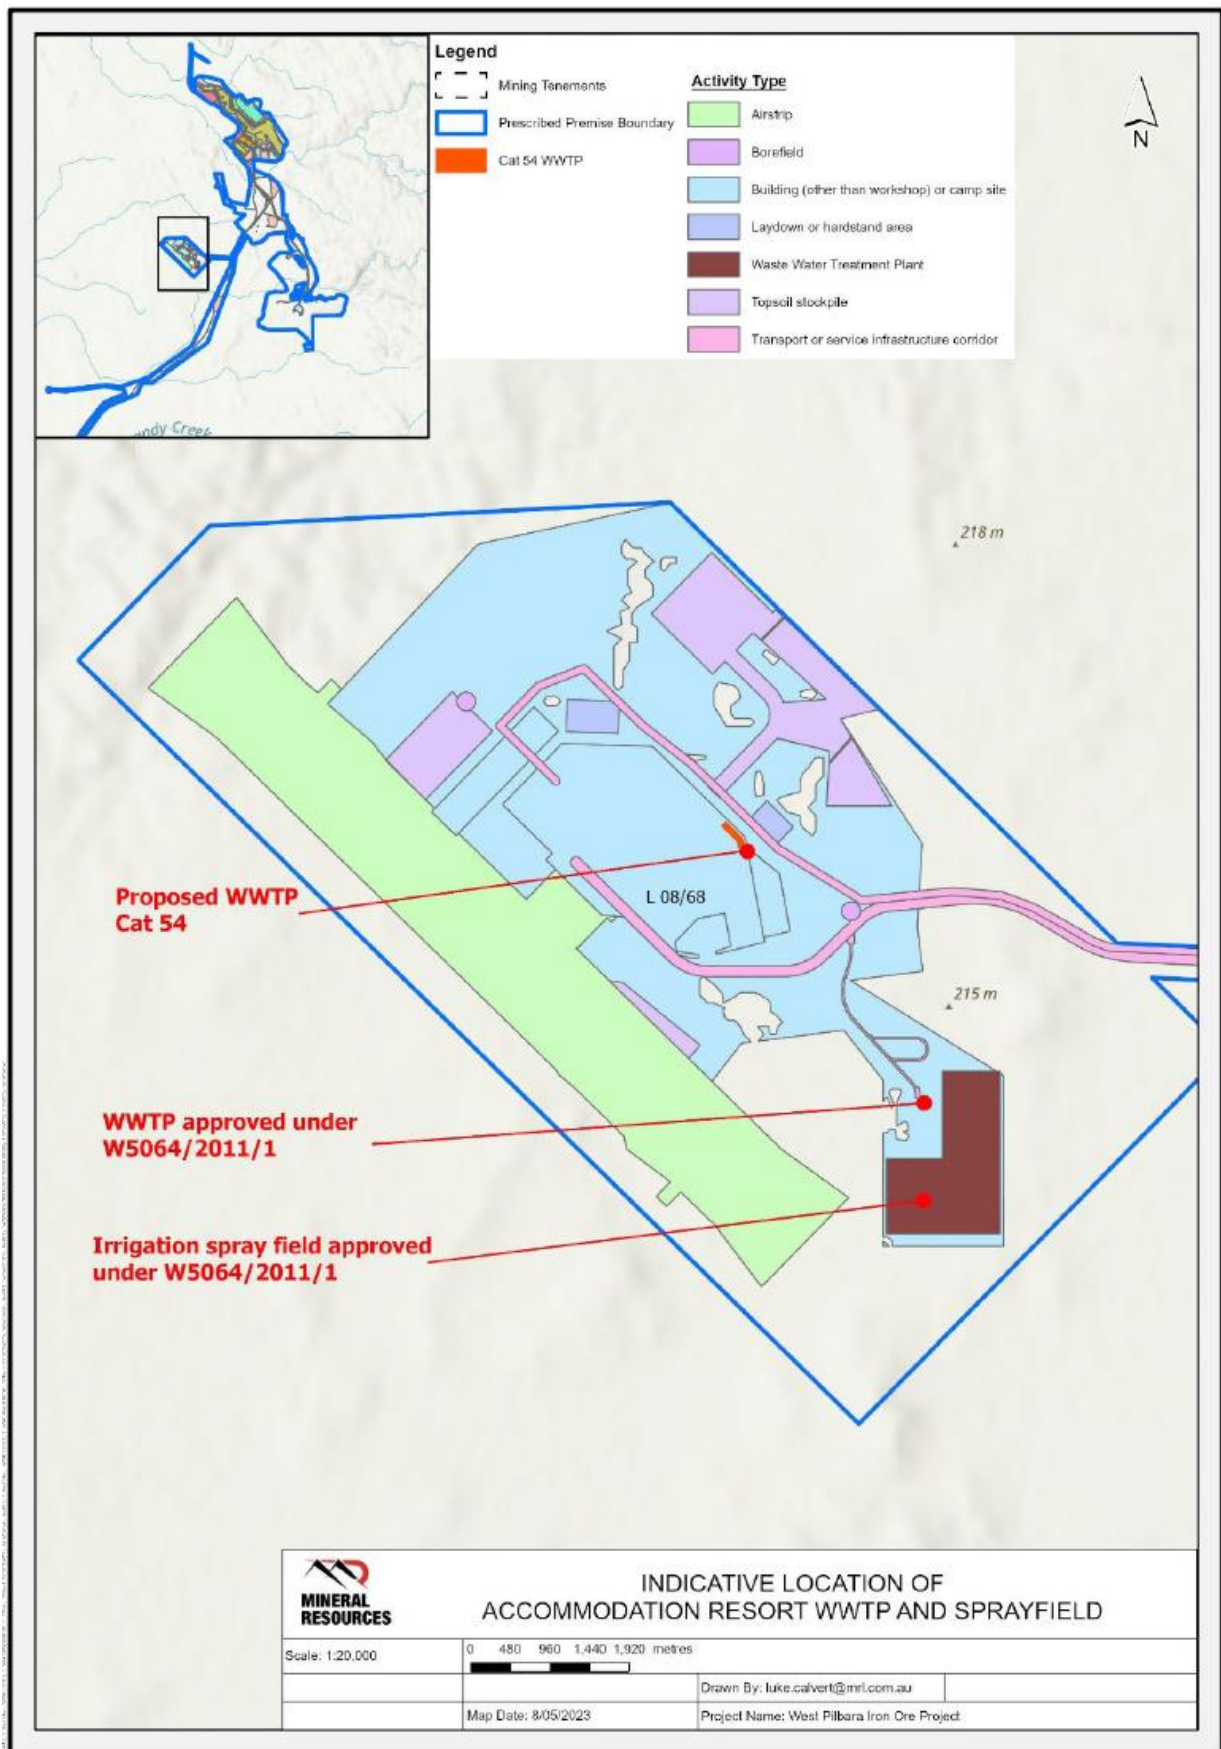 Legend
Mining Tenements
Prescribed Premise Boundary
Cat 54 WWTP
Activity Type
Airstrip
Borefield
Building (other than workshop) or camp site
Laydown or hardstand area
Waste Water Treatment Plant
Topsoil stockpile
Transport or service infrastructure corridor
N
ndy Creek
218 m
Proposed WWTP
Cat 54
L 08/68
215 m
WWTP approved under
W5064/2011/1
Irrigation spray field approved
under W5064/2011/1
MINERAL
RESOURCES
INDICATIVE LOCATION OF
ACCOMMODATION RESORT WWTP AND SPRAYFIELD
Scale: 1:20,000
0 480 960 1,440 1,920 metres
Drawn By: luke.calvert@mrl.com.au
Map Date: 8/05/2023
Project Name: West Pilbara Iron Ore Project